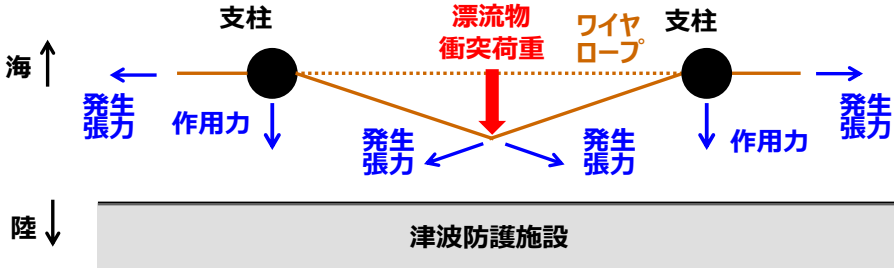 支柱
漂流物
衝突荷重
ワイヤ
ロープ
支柱
海
発生
張力
作用力
発生
張力
発生
張力
作用力
発生
張力
陸
津波防護施設